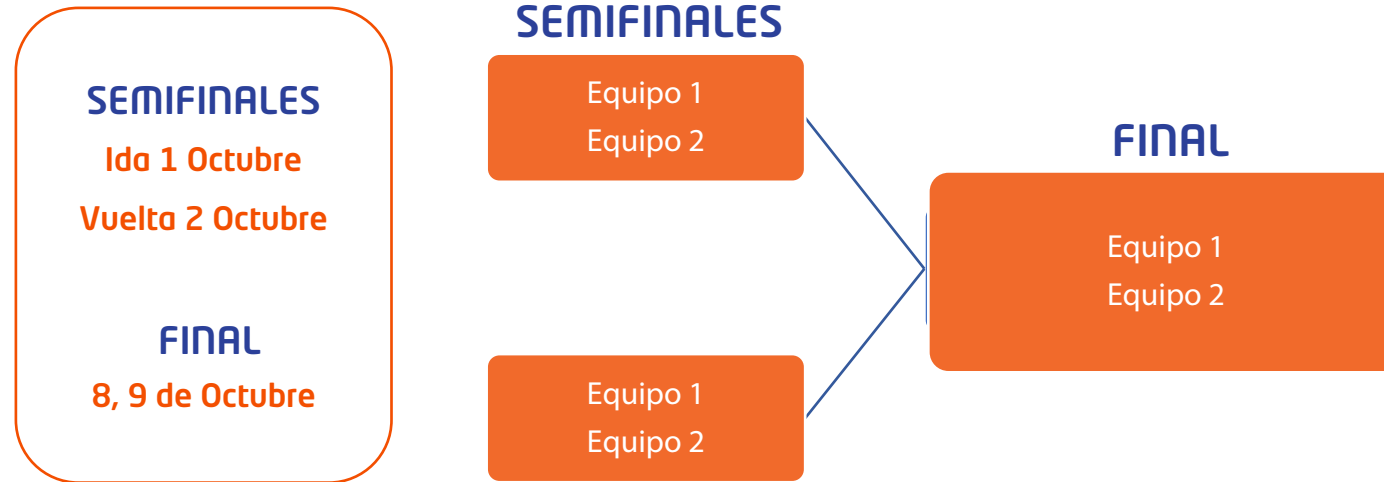 SEMIFINALES
Ida 1 Octubre
Vuelta 2 Octubre
FINAL
8, 9 de Octubre
SEMIFINALES
Equipo 1
Equipo 2
Equipo 1
Equipo 2
FINAL
Equipo 1
Equipo 2